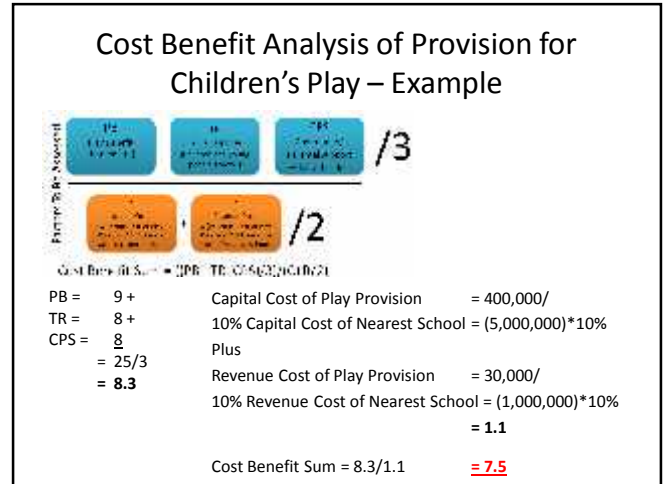 Cost Benefit Analysis of Provision for
Children's Play – Example
/3
/2
PB = 9 +
TR = 8 +
CPS = 8
= 25/3
= 8.3
Capital Cost of Play Provision = 400,000/
10% Capital Cost of Nearest School = (5,000,000)*10%
Plus
Revenue Cost of Play Provision = 30,000/
10% Revenue Cost of Nearest School = (1,000,000)*10%
= 1.1
Cost Benefit Sum = 8.3/1.1 = 7.5